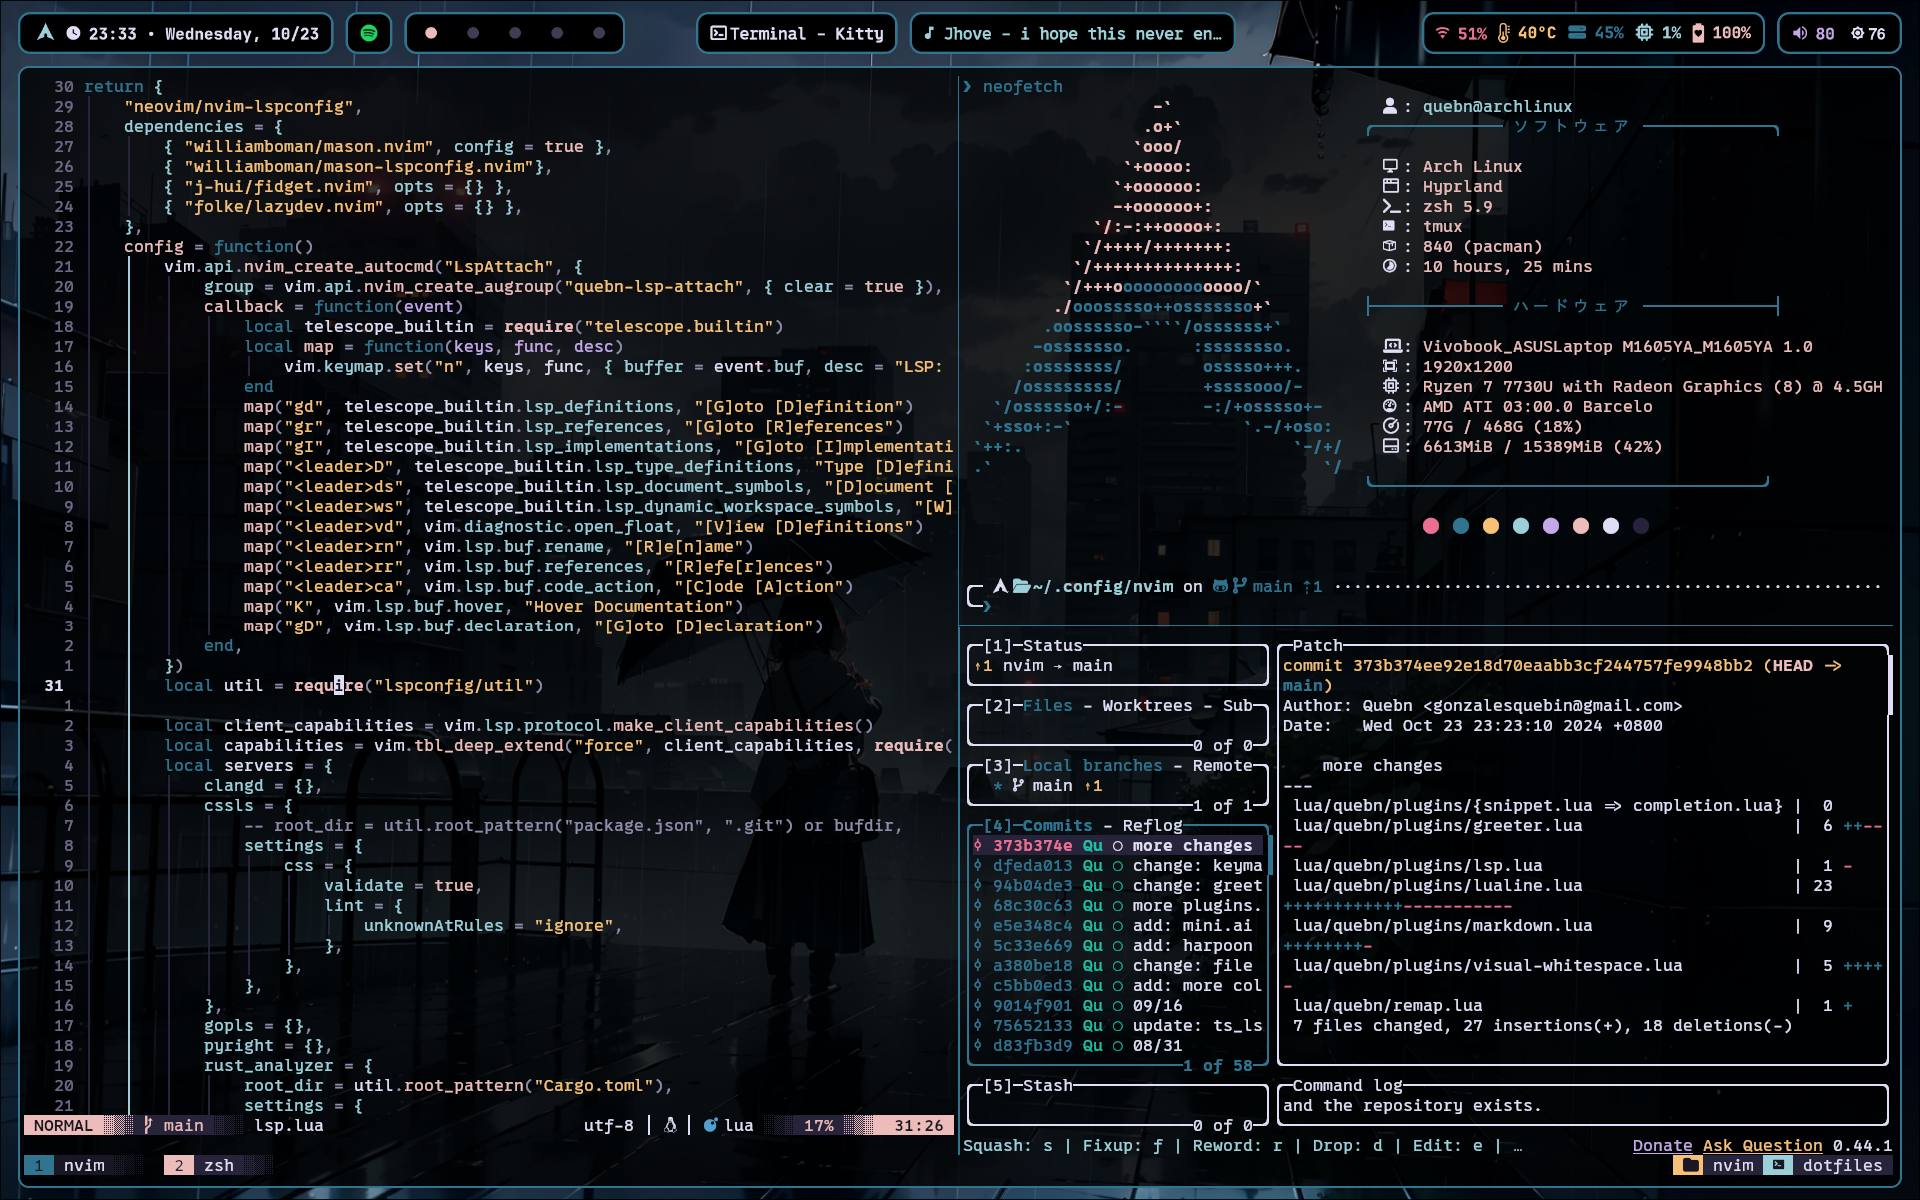 23:33 • Wednesday, 10/23
Terminal - Kitty
Jhove - i hope this never en…
51% 40°C 45% 1% 100%
80 76
30 return {
29 "neovim/nvim-lspconfig",
28 dependencies = {
27 { "williamboman/mason.nvim", config = true },
26 { "williamboman/mason-lspconfig.nvim"},
25 { "j-hui/fidget.nvim", opts = {} },
24 { "folke/lazydev.nvim", opts = {} },
23 },
22 config = function()
21 vim.api.nvim_create_autocmd("LspAttach", {
20 group = vim.api.nvim_create_augroup("quebn-lsp-attach", { clear = true }),
19 callback = function(event)
18 local telescope_builtin = require("telescope.builtin")
17 local map = function(keys, func, desc)
16 vim.keymap.set("n", keys, func, { buffer = event.buf, desc = "LSP:
15 end
14 map("gd", telescope_builtin.lsp_definitions, "[G]oto [D]efinition")
13 map("gr", telescope_builtin.lsp_references, "[G]oto [R]eferences")
12 map("gI", telescope_builtin.lsp_implementations, "[G]oto [I]mplementati
11 map("<leader>D", telescope_builtin.lsp_type_definitions, "Type [D]efini
10 map("<leader>ds", telescope_builtin.lsp_document_symbols, "[D]ocument [
9 map("<leader>ws", telescope_builtin.lsp_dynamic_workspace_symbols, "[W]
8 map("<leader>vd", vim.diagnostic.open_float, "[V]iew [D]efinitions")
7 map("<leader>rn", vim.lsp.buf.rename, "[R]e[n]ame")
6 map("<leader>rr", vim.lsp.buf.references, "[R]efe[r]ences")
5 map("<leader>ca", vim.lsp.buf.code_action, "[C]ode [A]ction")
4 map("K", vim.lsp.buf.hover, "Hover Documentation")
3 map("gD", vim.lsp.buf.declaration, "[G]oto [D]eclaration")
2 end,
1 })
31 local util = require("lspconfig/util")
1
2 local client_capabilities = vim.lsp.protocol.make_client_capabilities()
3 local capabilities = vim.tbl_deep_extend("force", client_capabilities, require(
4 local servers = {
5 clangd = {},
6 cssls = {
7 -- root_dir = util.root_pattern("package.json", ".git") or bufdir,
8 settings = {
9 css = {
10 validate = true,
11 lint = {
12 unknownAtRules = "ignore",
13 },
14 },
15 },
16 },
17 gopls = {},
18 pyright = {},
19 rust_analyzer = {
20 root_dir = util.root_pattern("Cargo.toml"),
21 settings = {
NORMAL main lsp.lua utf-8 | | lua 17% 31:26
1 nvim 2 zsh
❯ neofetch
-`
.o+`
`ooo/
`+oooo:
`+oooooo:
-+oooooo+:
`/:-:++oooo+:
`/++++/+++++++:
`/++++++++++++++:
`/+++ooooooooooooo/`
./ooosssso++osssssso+`
.oossssso-````/ossssss+`
-osssssso. :ssssssso.
:osssssss/ osssso+++.
/ossssssss/ +ssssooo/-
`/ossssso+/:- -:/+osssso+-
`+sso+:-` `.-/+oso:
`++:. `-/+/
.` `/
: quebn@archlinux
ソフトウェア
: Arch Linux
: Hyprland
: zsh 5.9
: tmux
: 840 (pacman)
: 10 hours, 25 mins
ハードウェア
: Vivobook_ASUSLaptop M1605YA_M1605YA 1.0
: 1920x1200
: Ryzen 7 7730U with Radeon Graphics (8) @ 4.5GH
: AMD ATI 03:00.0 Barcelo
: 77G / 468G (18%)
: 6613MiB / 15389MiB (42%)
~/.config/nvim on main ⇡1
❯
[1]─Status
↑1 nvim → main
[2]─Files - Worktrees - Sub
0 of 0
[3]─Local branches - Remote
* main ↑1
1 of 1
[4]─Commits - Reflog
373b374e Qu ○ more changes
dfeda013 Qu ○ change: keyma
94b04de3 Qu ○ change: greet
68c30c63 Qu ○ more plugins.
e5e348c4 Qu ○ add: mini.ai
5c33e669 Qu ○ add: harpoon
a380be18 Qu ○ change: file
c5bb0ed3 Qu ○ add: more col
9014f901 Qu ○ 09/16
75652133 Qu ○ update: ts_ls
d83fb3d9 Qu ○ 08/31
1 of 58
[5]─Stash
0 of 0
Patch
commit 373b374ee92e18d70eaabb3cf244757fe9948bb2 (HEAD ->
main)
Author: Quebn <gonzalesquebin@gmail.com>
Date: Wed Oct 23 23:23:10 2024 +0800
more changes
---
lua/quebn/plugins/{snippet.lua => completion.lua} | 0
lua/quebn/plugins/greeter.lua | 6 ++--
--
lua/quebn/plugins/lsp.lua | 1 -
lua/quebn/plugins/lualine.lua | 23
++++++++++++-----------
lua/quebn/plugins/markdown.lua | 9
++++++++-
lua/quebn/plugins/visual-whitespace.lua | 5 ++++
-
lua/quebn/remap.lua | 1 +
7 files changed, 27 insertions(+), 18 deletions(-)
Command log
and the repository exists.
Squash: s | Fixup: f | Reword: r | Drop: d | Edit: e | …
Donate Ask Question 0.44.1
nvim dotfiles